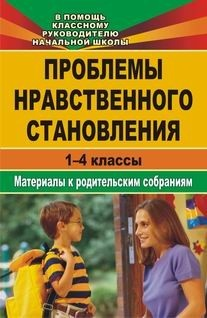 В ПОМОЩЬ
КЛАССНОМУ
РУКОВОДИТЕЛЮ
НАЧАЛЬНОЙ ШКОЛЫ
ПРОБЛЕМЫ
НРАВСТВЕННОГО
СТАНОВЛЕНИЯ
1–4 классы
Материалы к родительским собраниям